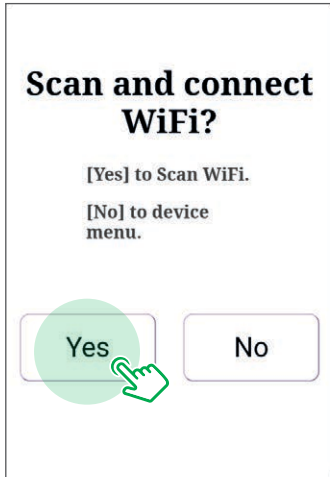 Scan and connect
WiFi?
[Yes] to Scan WiFi.
[No] to device
menu.
Yes
No